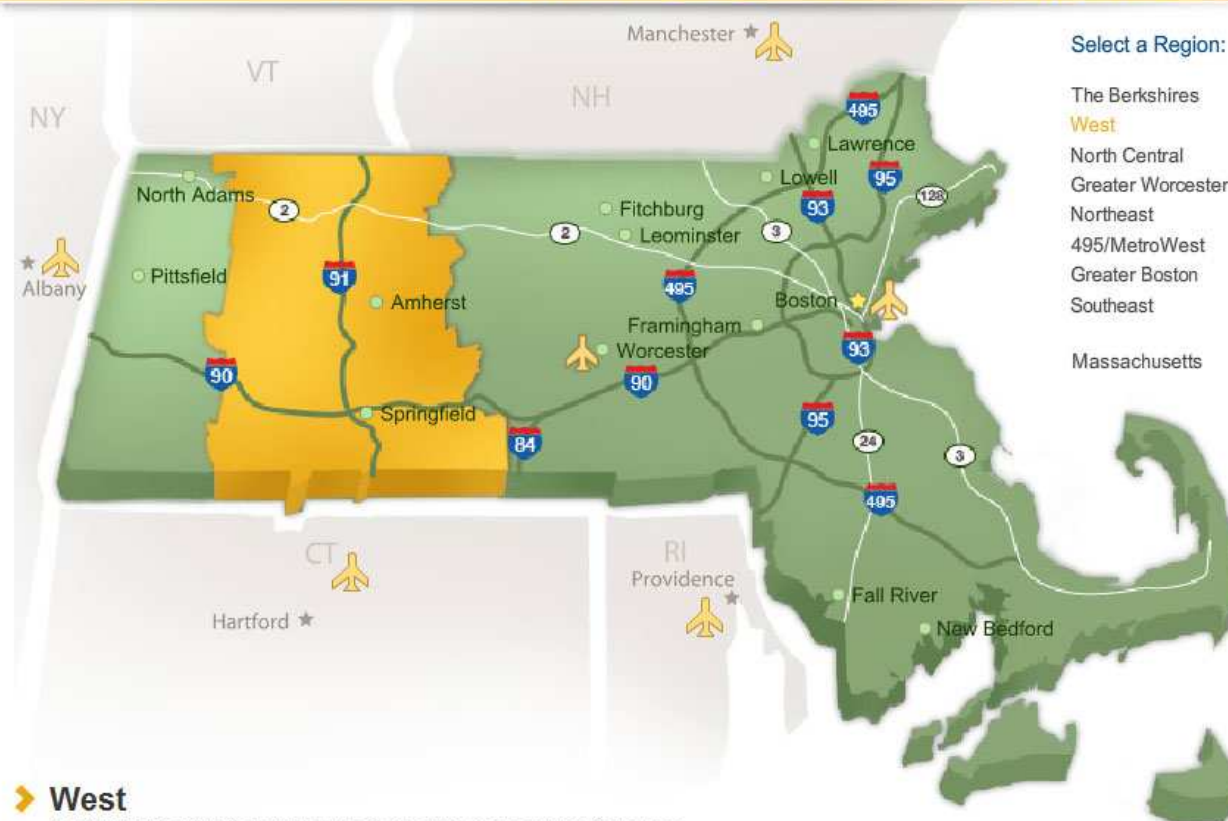 Manchester
Select a Region:
VT
NH
NY
The Berkshires
West
North Central
Greater Worcester
Northeast
495/MetroWest
Greater Boston
Southeast
Massachusetts
495
Lawrence
Lowell
95
93
128
North Adams
2
Fitchburg
2
Leominster
3
Albany
Pittsfield
91
Amherst
495
Boston
Framingham
Worcester
93
90
90
Springfield
84
95
24
3
495
CT
RI
Providence
Hartford
Fall River
New Bedford
West